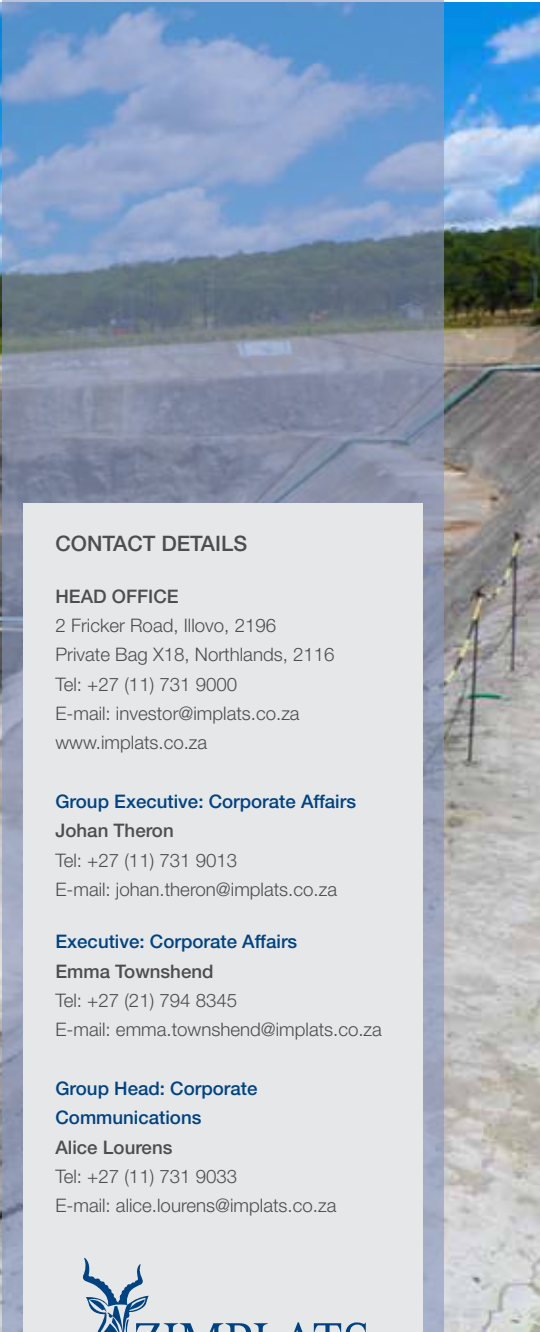 CONTACT DETAILS
HEAD OFFICE
2 Fricker Road, Illovo, 2196
Private Bag X18, Northlands, 2116
Tel: +27 (11) 731 9000
E-mail: investor@implats.co.za
www.implats.co.za
Group Executive: Corporate Affairs
Johan Theron
Tel: +27 (11) 731 9013
E-mail: johan.theron@implats.co.za
Executive: Corporate Affairs
Emma Townshend
Tel: +27 (21) 794 8345
E-mail: emma.townshend@implats.co.za
Group Head: Corporate
Communications
Alice Lourens
Tel: +27 (11) 731 9033
E-mail: alice.lourens@implats.co.za
ZIMPLATS